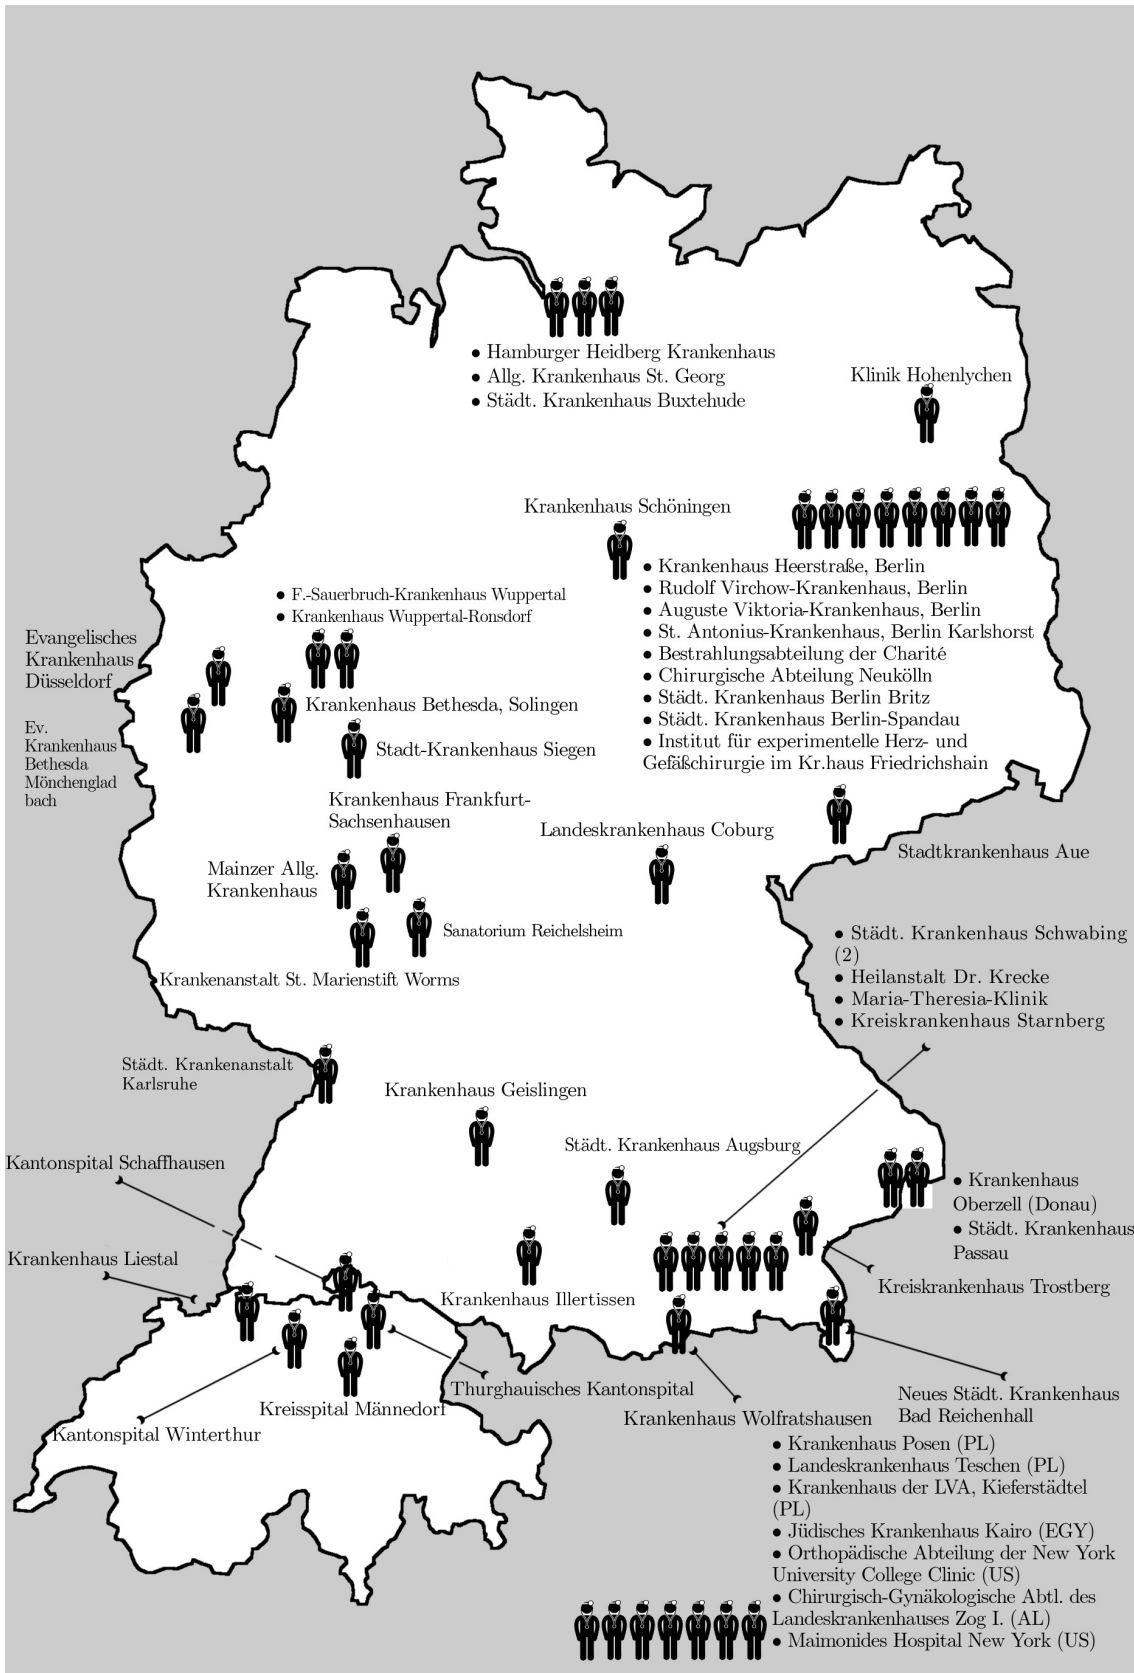 ● Hamburger Heidberg Krankenhaus
● Allg. Krankenhaus St. Georg
● Städt. Krankenhaus Buxtehude
Klinik Hohenlychen
Krankenhaus Schöningen
● Krankenhaus Heerstraße, Berlin
● Rudolf Virchow-Krankenhaus, Berlin
● Auguste Viktoria-Krankenhaus, Berlin
● St. Antonius-Krankenhaus, Berlin Karlshorst
● Bestrahlungsabteilung der Charité
● Chirurgische Abteilung Neukölln
● Städt. Krankenhaus Berlin Britz
● Städt. Krankenhaus Berlin-Spandau
● Institut für experimentelle Herz- und
Gefäßchirurgie im Kr.haus Friedrichshain
● F.-Sauerbruch-Krankenhaus Wuppertal
● Krankenhaus Wuppertal-Ronsdorf
Evangelisches
Krankenhaus
Düsseldorf
Krankenhaus Bethesda, Solingen
Ev.
Krankenhaus
Bethesda
Mönchenglad
bach
Stadt-Krankenhaus Siegen
Krankenhaus Frankfurt-
Sachsenhausen
Landeskrankenhaus Coburg
Stadtkrankenhaus Aue
Mainzer Allg.
Krankenhaus
Sanatorium Reichelsheim
Krankenanstalt St. Marienstift Worms
● Städt. Krankenhaus Schwabing
(2)
● Heilanstalt Dr. Krecke
● Maria-Theresia-Klinik
● Kreiskrankenhaus Starnberg
Städt. Krankenanstalt
Karlsruhe
Krankenhaus Geislingen
Städt. Krankenhaus Augsburg
Kantonspital Schaffhausen
● Krankenhaus
Oberzell (Donau)
● Städt. Krankenhaus
Passau
Krankenhaus Liestal
Kreiskrankenhaus Trostberg
Krankenhaus Illertissen
Thurghauisches Kantonspital
Neues Städt. Krankenhaus
Bad Reichenhall
Kreisspital Männedorf
Krankenhaus Wolfratshausen
Kantonspital Winterthur
● Krankenhaus Posen (PL)
● Landeskrankenhaus Teschen (PL)
● Krankenhaus der LVA, Kieferstädtel
(PL)
● Jüdisches Krankenhaus Kairo (EGY)
● Orthopädische Abteilung der New York
University College Clinic (US)
● Chirurgisch-Gynäkologische Abtl. des
Landeskrankenhauses Zog I. (AL)
● Maimonides Hospital New York (US)